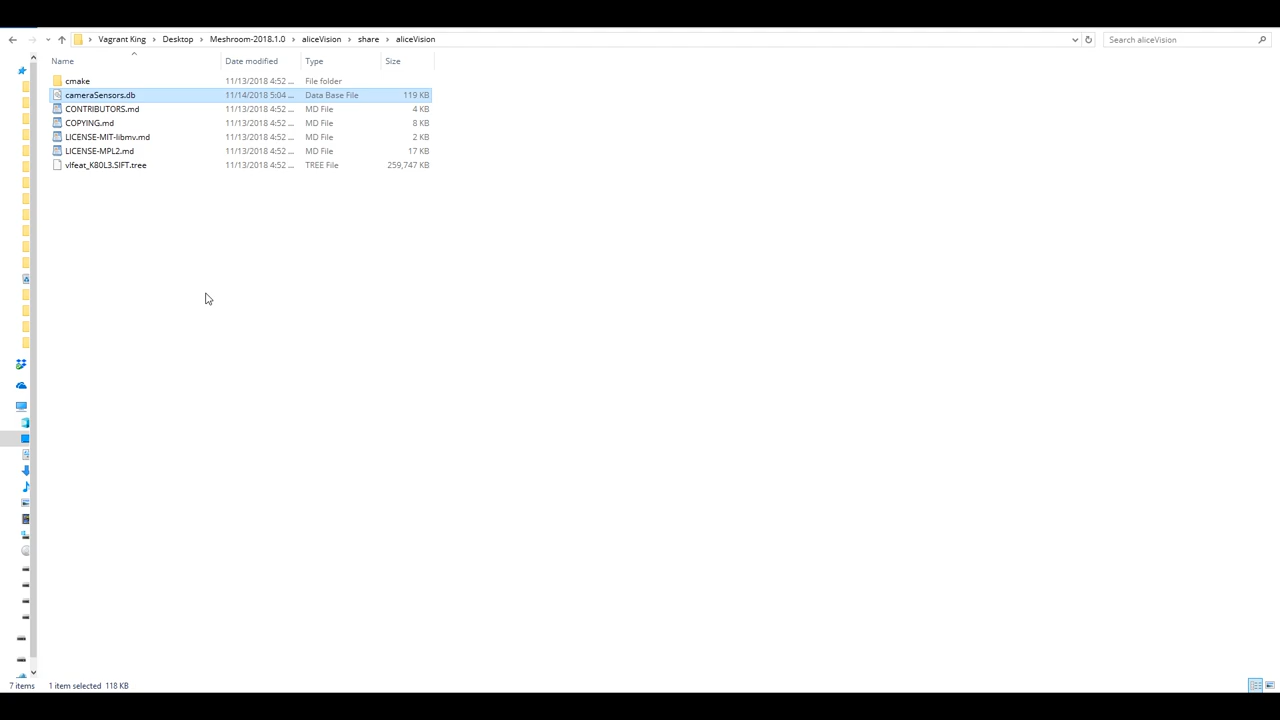 Vagrant King > Desktop > Meshroom-2018.1.0 > aliceVision > share > aliceVision
Search aliceVision
Name Date modified Type Size
cmake 11/13/2018 4:52 ... File folder
cameraSensors.db 11/14/2018 5:04 ... Data Base File 119 KB
CONTRIBUTORS.md 11/13/2018 4:52 ... MD File 4 KB
COPYING.md 11/13/2018 4:52 ... MD File 8 KB
LICENSE-MIT-libmv.md 11/13/2018 4:52 ... MD File 2 KB
LICENSE-MPL2.md 11/13/2018 4:52 ... MD File 17 KB
vlfeat_K80L3.SIFT.tree 11/13/2018 4:52 ... TREE File 259,747 KB
7 items 1 item selected 118 KB